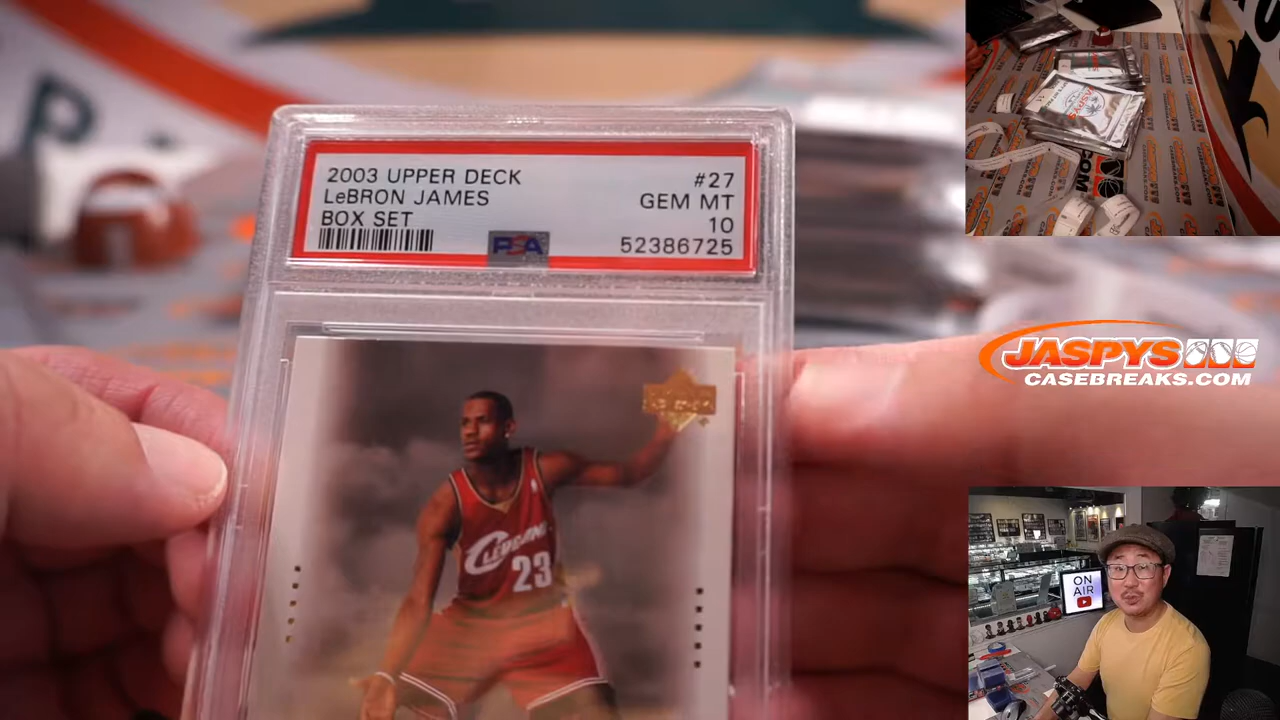 2003 UPPER DECK #27
LeBRON JAMES GEM MT
BOX SET 10
PSA 52386725
CLEVELAND
23
JASPYS
CASEBREAKS.COM
ON
AIR